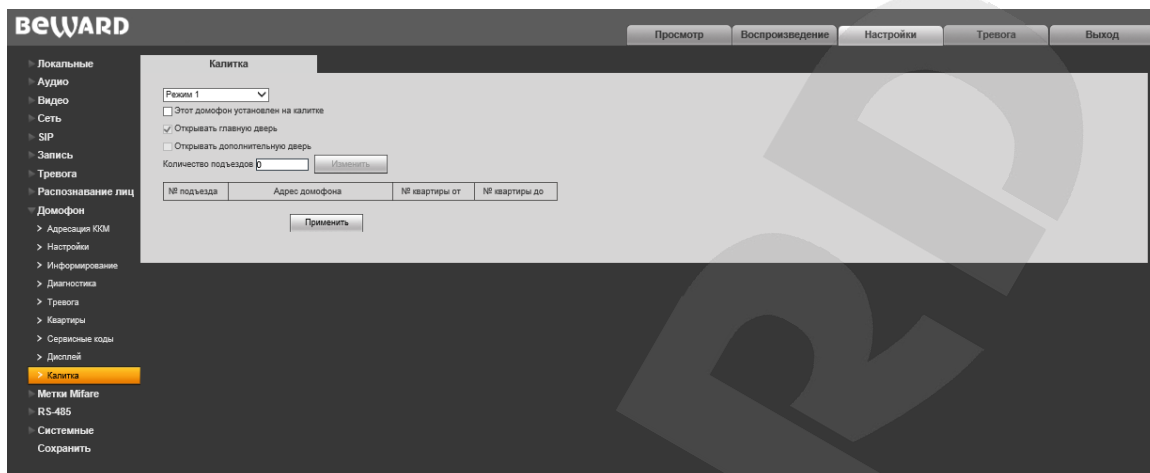 BEWARD
Просмотр Воспроизведение Настройки Тревога Выход
Локальные
Аудио
Видео
Сеть
SIP
Запись
Тревога
Распознавание лиц
Домофон
> Адресация ККМ
> Настройки
> Информирование
> Диагностика
> Тревога
> Квартиры
> Сервисные коды
> Дисплей
> Калитка
Метки Mifare
RS-485
Системные
Сохранить
Калитка
Режим 1
Этот домофон установлен на калитке
Открывать главную дверь
Открывать дополнительную дверь
Количество подъездов 0 Изменить
№ подъезда Адрес домофона № квартиры от № квартиры до
Применить